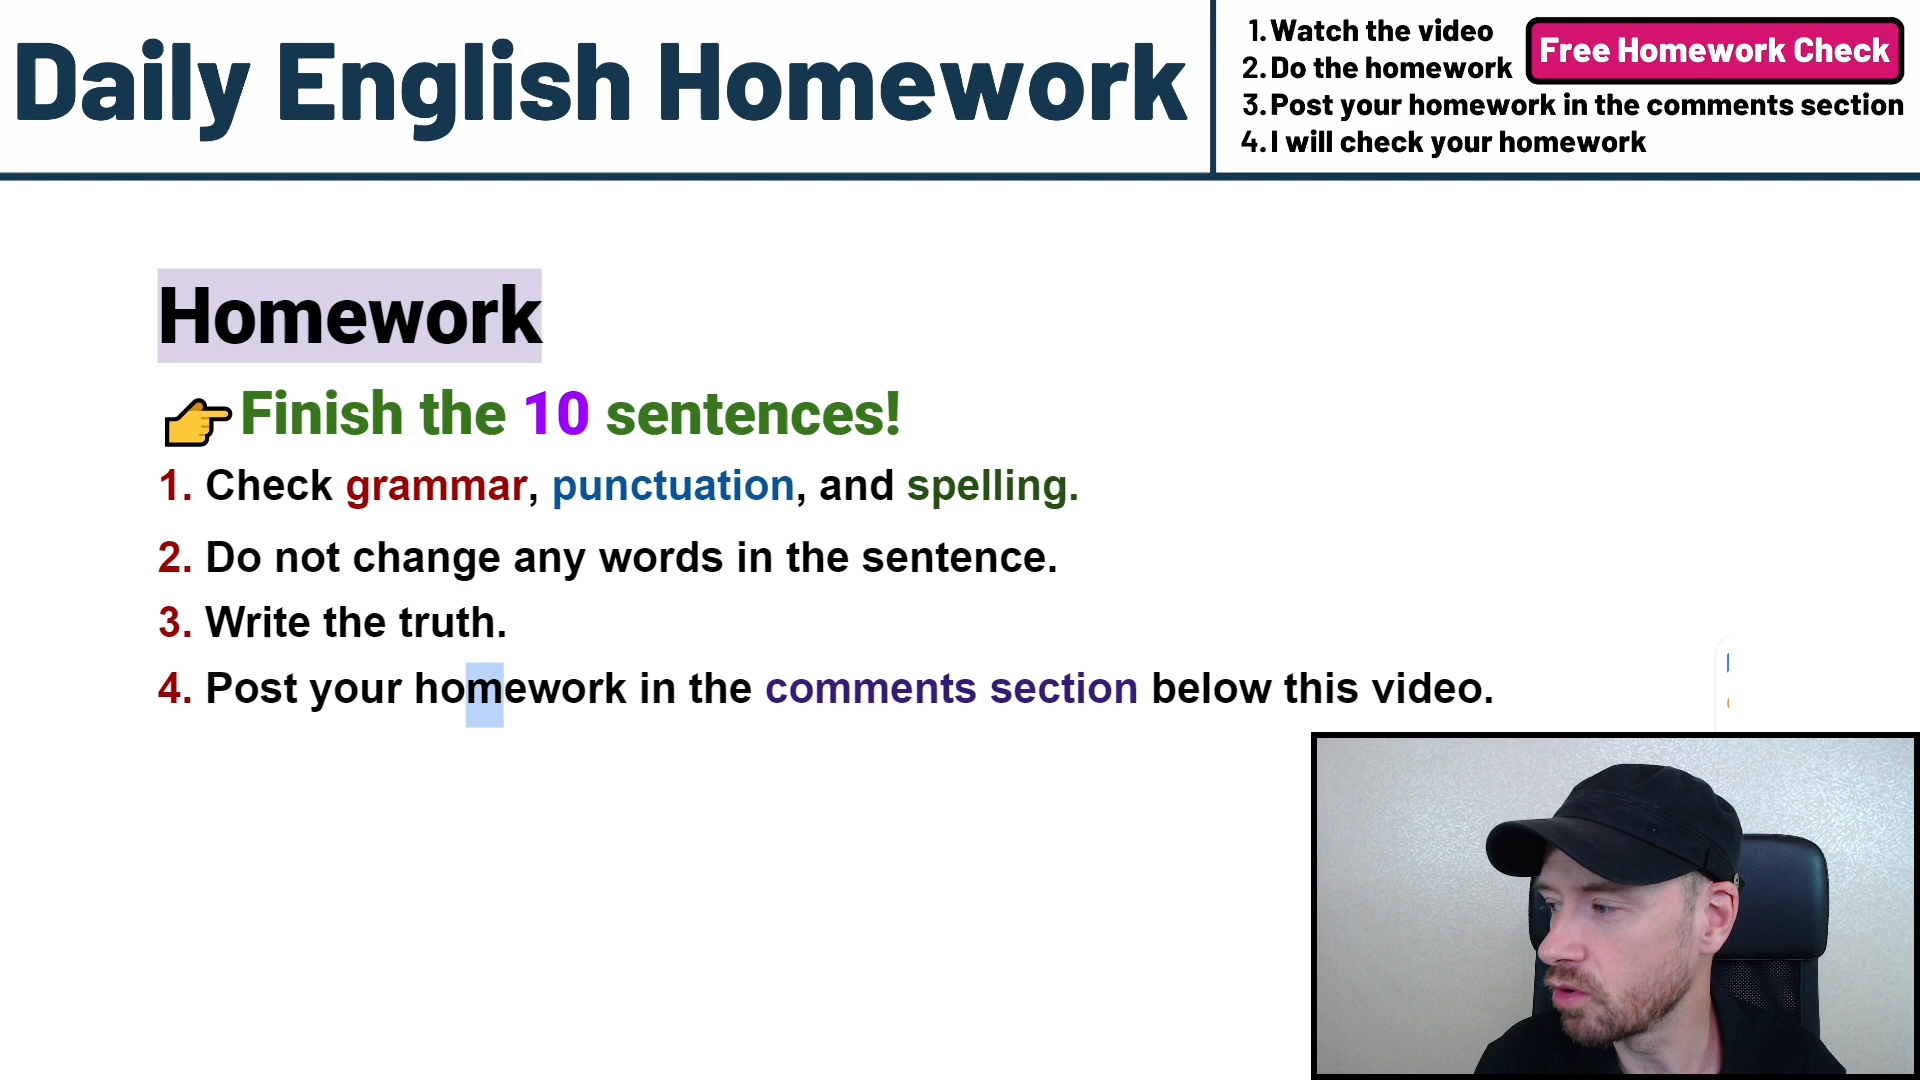 Daily English Homework
1. Watch the video
2. Do the homework
Free Homework Check
3. Post your homework in the comments section
4. I will check your homework
Homework
👉Finish the 10 sentences!
1. Check grammar, punctuation, and spelling.
2. Do not change any words in the sentence.
3. Write the truth.
4. Post your homework in the comments section below this video.